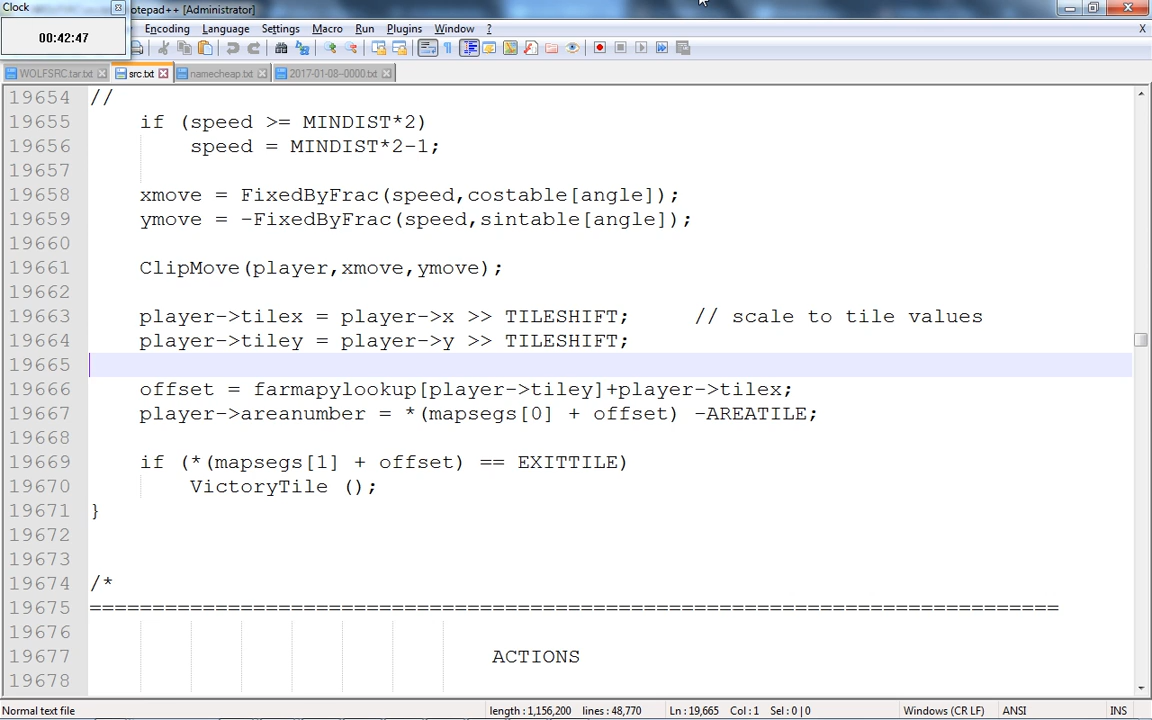 Clock
otepad++ [Administrator]
00:42:47
Encoding Language Settings Macro Run Plugins Window ? X
WOLFSRC.tar.txt src.txt namecheap.txt 2017-01-08--0000.txt
19654 //
19655 if (speed >= MINDIST*2)
19656 speed = MINDIST*2-1;
19657
19658 xmove = FixedByFrac(speed,costable[angle]);
19659 ymove = -FixedByFrac(speed,sintable[angle]);
19660
19661 ClipMove(player,xmove,ymove);
19662
19663 player->tilex = player->x >> TILESHIFT; // scale to tile values
19664 player->tiley = player->y >> TILESHIFT;
19665
19666 offset = farmapylookup[player->tiley]+player->tilex;
19667 player->areanumber = *(mapsegs[0] + offset) -AREATILE;
19668
19669 if (*(mapsegs[1] + offset) == EXITTILE)
19670 VictoryTile ();
19671 }
19672
19673
19674 /*
19675 =============================================================================
19676
19677 ACTIONS
19678
Normal text file length : 1,156,200 lines : 48,770 Ln : 19,665 Col : 1 Sel : 0 | 0 Windows (CR LF) ANSI INS